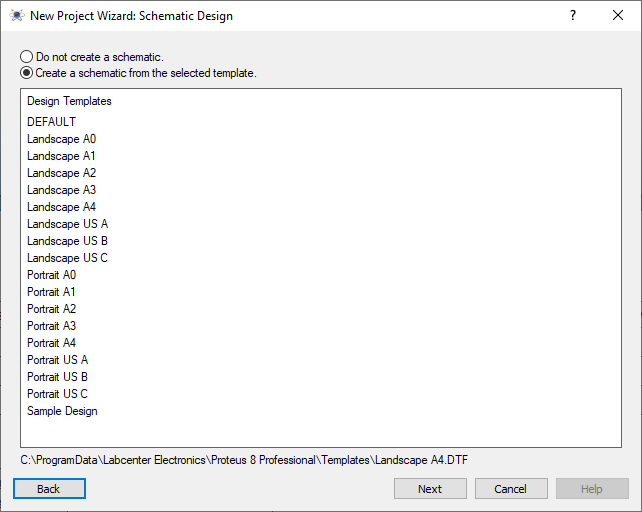 New Project Wizard: Schematic Design
?
Do not create a schematic.
Create a schematic from the selected template.
Design Templates
DEFAULT
Landscape A0
Landscape A1
Landscape A2
Landscape A3
Landscape A4
Landscape US A
Landscape US B
Landscape US C
Portrait A0
Portrait A1
Portrait A2
Portrait A3
Portrait A4
Portrait US A
Portrait US B
Portrait US C
Sample Design
C:\ProgramData\Labcenter Electronics\Proteus 8 Professional\Templates\Landscape A4.DTF
Back Next Cancel Help